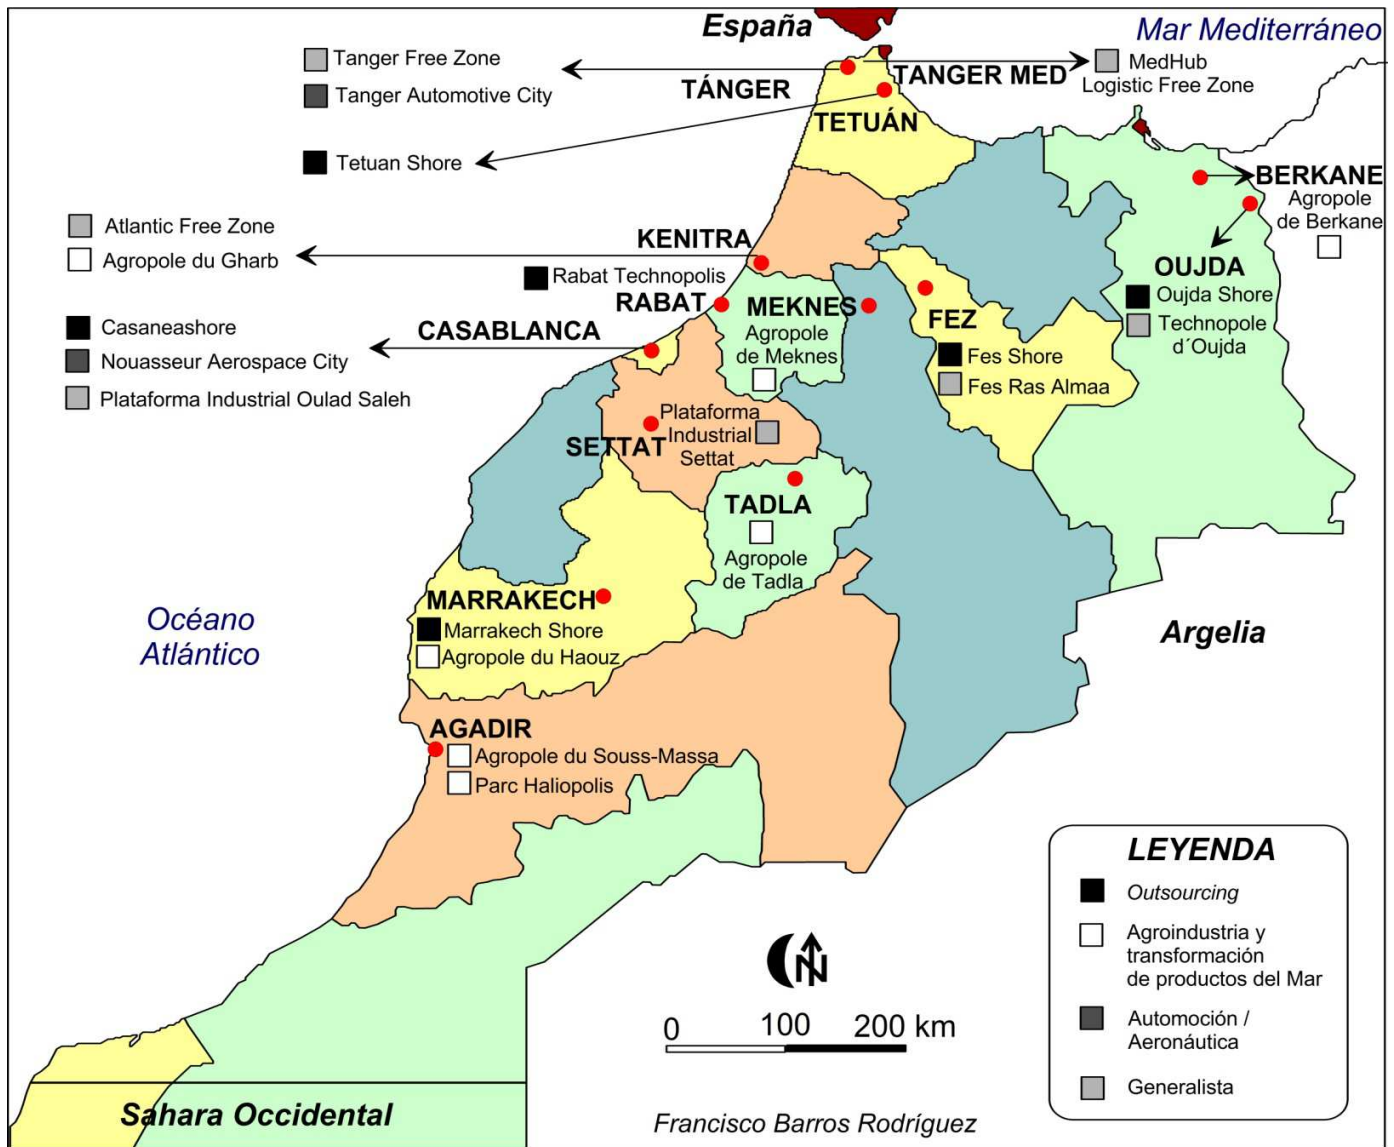 España
Mar Mediterráneo
Tanger Free Zone
Tanger Automotive City
TÁNGER
TANGER MED
MedHub
Logistic Free Zone
TETUÁN
Tetuan Shore
BERKANE
Agropole
de Berkane
Atlantic Free Zone
Agropole du Gharb
KENITRA
Rabat Technopolis
RABAT
MEKNES
Agropole
de Meknes
FEZ
Fes Shore
Fes Ras Almaa
OUJDA
Oujda Shore
Technopole
d´Oujda
Casaneashore
Nouasseur Aerospace City
Plataforma Industrial Oulad Saleh
CASABLANCA
SETTAT
Plataforma
Industrial
Settat
TADLA
Agropole
de Tadla
MARRAKECH
Marrakech Shore
Agropole du Haouz
Océano
Atlántico
Argelia
AGADIR
Agropole du Souss-Massa
Parc Haliopolis
LEYENDA
Outsourcing
Agroindustria y
transformación
de productos del Mar
Automoción /
Aeronáutica
Generalista
N
0 100 200 km
Sahara Occidental
Francisco Barros Rodríguez